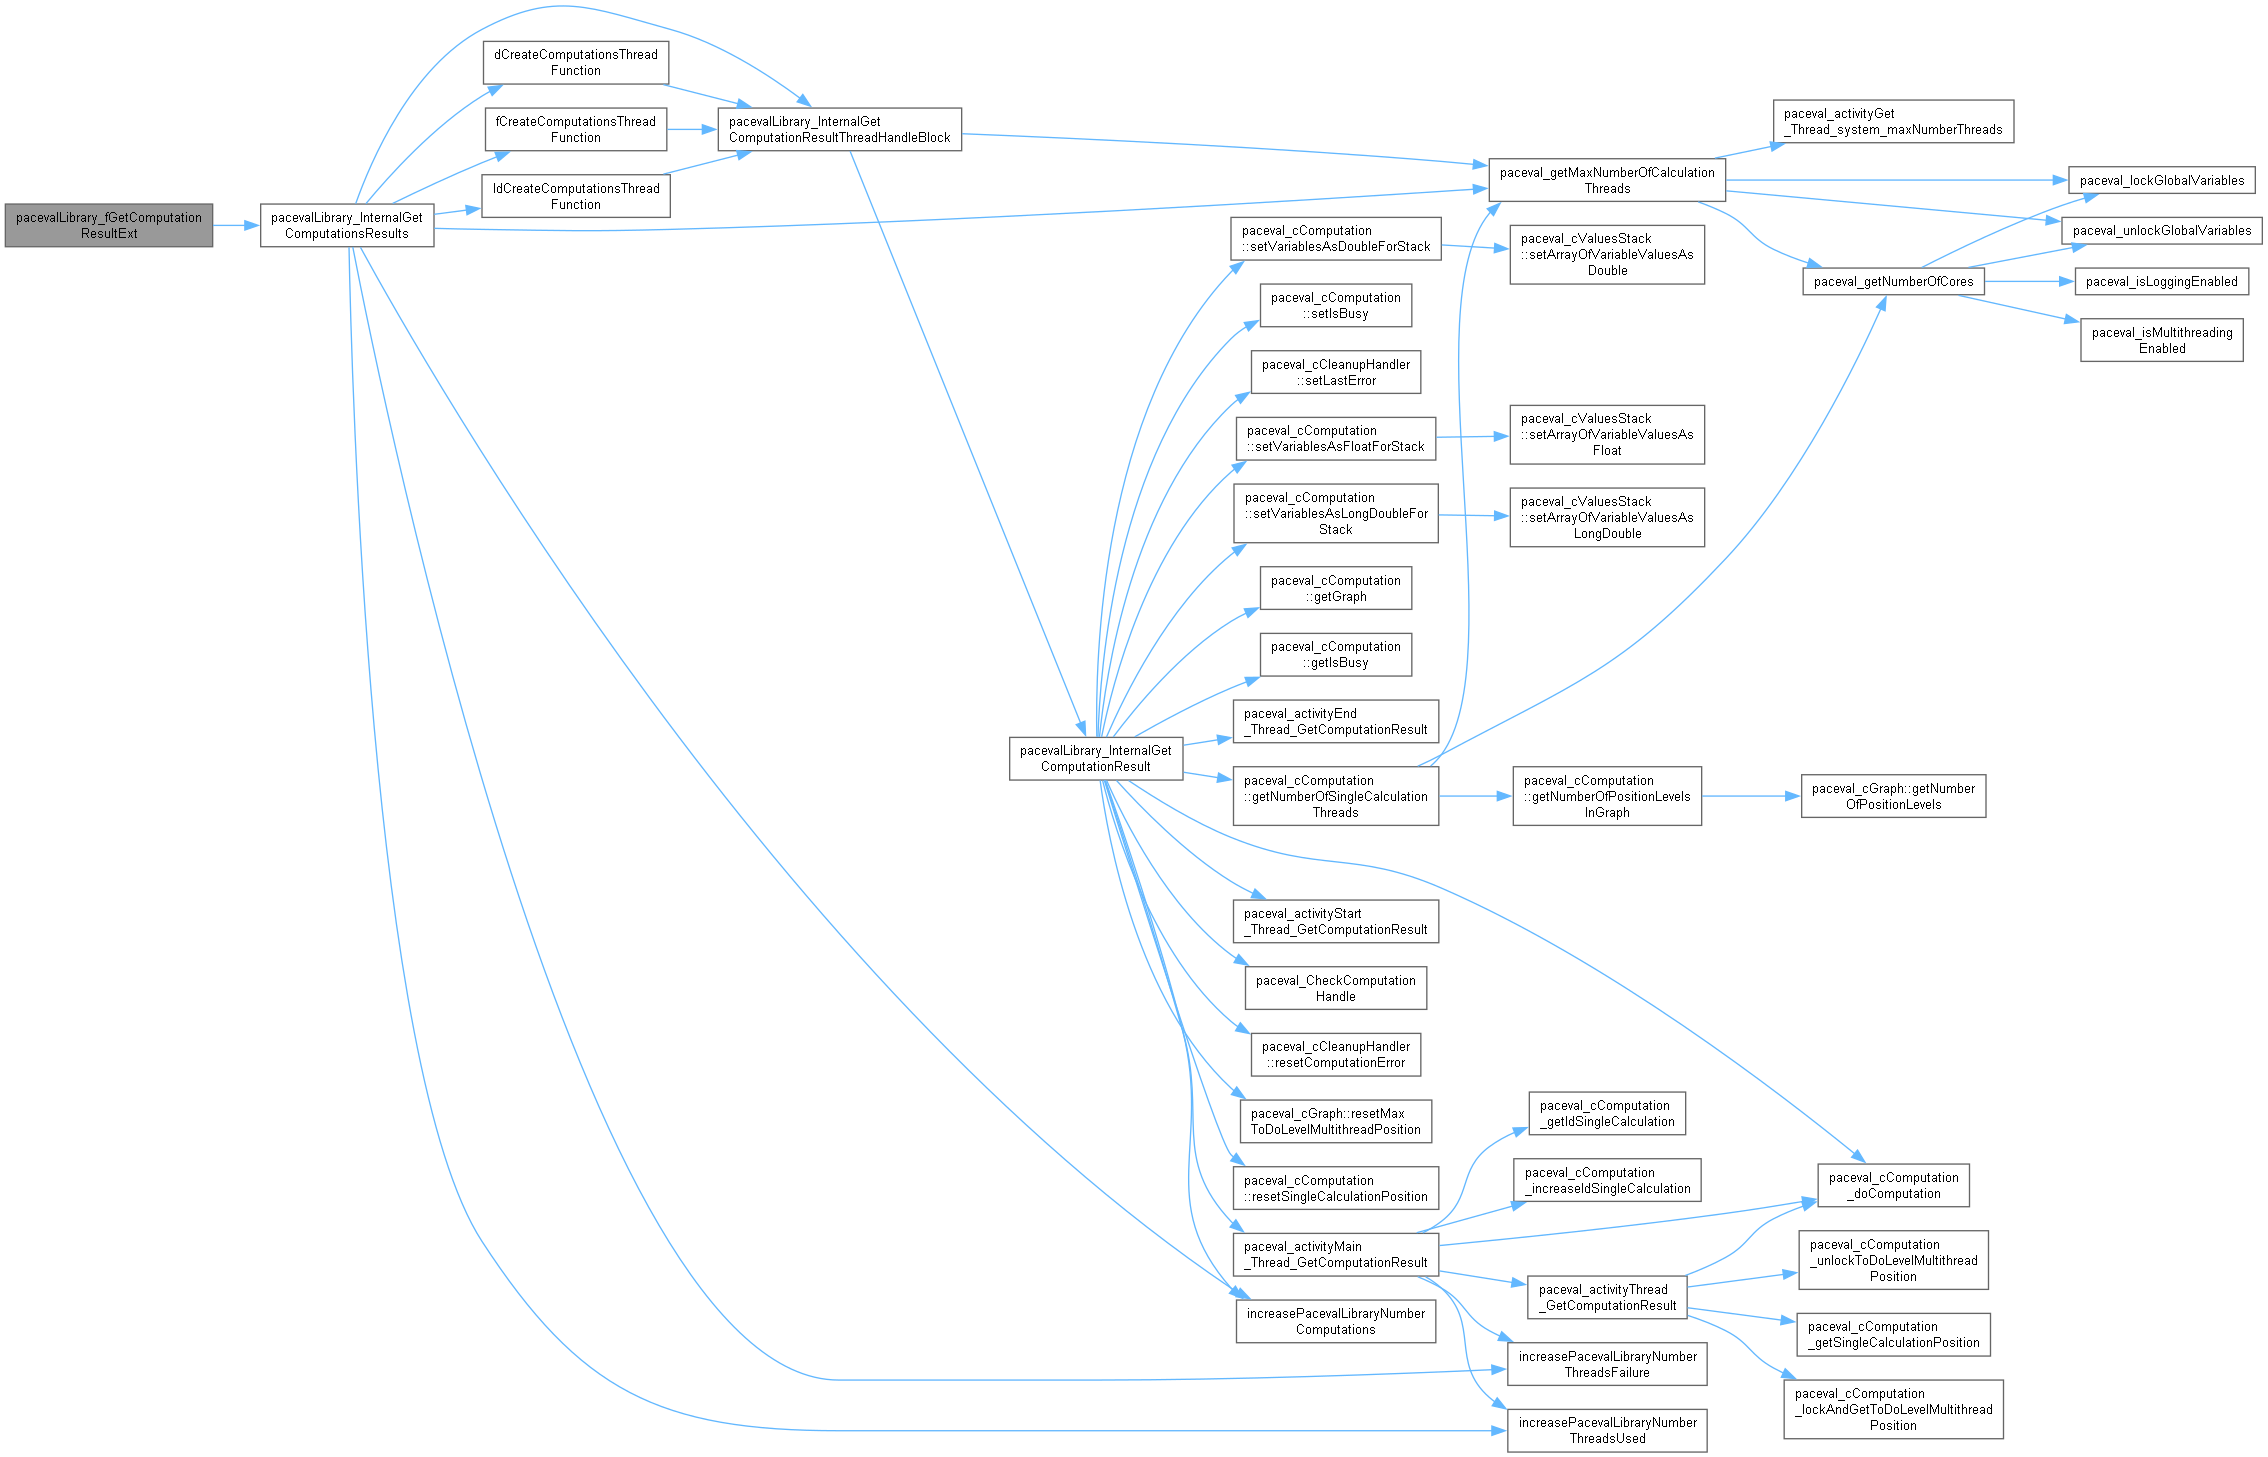 pacevalLibrary_fGetComputation
ResultExt
pacevalLibrary_InternalGet
ComputationsResults
dCreateComputationsThread
Function
fCreateComputationsThread
Function
ldCreateComputationsThread
Function
pacevalLibrary_InternalGet
ComputationResultThreadHandleBlock
pacevalLibrary_InternalGet
ComputationResult
paceval_cComputation
::setVariablesAsDoubleForStack
paceval_cComputation
::setIsBusy
paceval_cCleanupHandler
::setLastError
paceval_cComputation
::setVariablesAsFloatForStack
paceval_cComputation
::setVariablesAsLongDoubleFor
Stack
paceval_cComputation
::getGraph
paceval_cComputation
::getIsBusy
paceval_activityEnd
_Thread_GetComputationResult
paceval_cComputation
::getNumberOfSingleCalculation
Threads
paceval_activityStart
_Thread_GetComputationResult
paceval_CheckComputation
Handle
paceval_cCleanupHandler
::resetComputationError
paceval_cGraph::resetMax
ToDoLevelMultithreadPosition
paceval_cComputation
::resetSingleCalculationPosition
paceval_activityMain
_Thread_GetComputationResult
increasePacevalLibraryNumber
Computations
paceval_getMaxNumberOfCalculation
Threads
paceval_cValuesStack
::setArrayOfVariableValuesAs
Double
paceval_cValuesStack
::setArrayOfVariableValuesAs
Float
paceval_cValuesStack
::setArrayOfVariableValuesAs
LongDouble
paceval_cComputation
::getNumberOfPositionLevels
InGraph
paceval_cComputation
_getIdSingleCalculation
paceval_cComputation
_increaseIdSingleCalculation
paceval_activityThread
_GetComputationResult
increasePacevalLibraryNumber
ThreadsFailure
increasePacevalLibraryNumber
ThreadsUsed
paceval_activityGet
_Thread_system_maxNumberThreads
paceval_getNumberOfCores
paceval_cGraph::getNumber
OfPositionLevels
paceval_cComputation
_doComputation
paceval_cComputation
_unlockToDoLevelMultithread
Position
paceval_cComputation
_getSingleCalculationPosition
paceval_cComputation
_lockAndGetToDoLevelMultithread
Position
paceval_lockGlobalVariables
paceval_unlockGlobalVariables
paceval_isLoggingEnabled
paceval_isMultithreading
Enabled